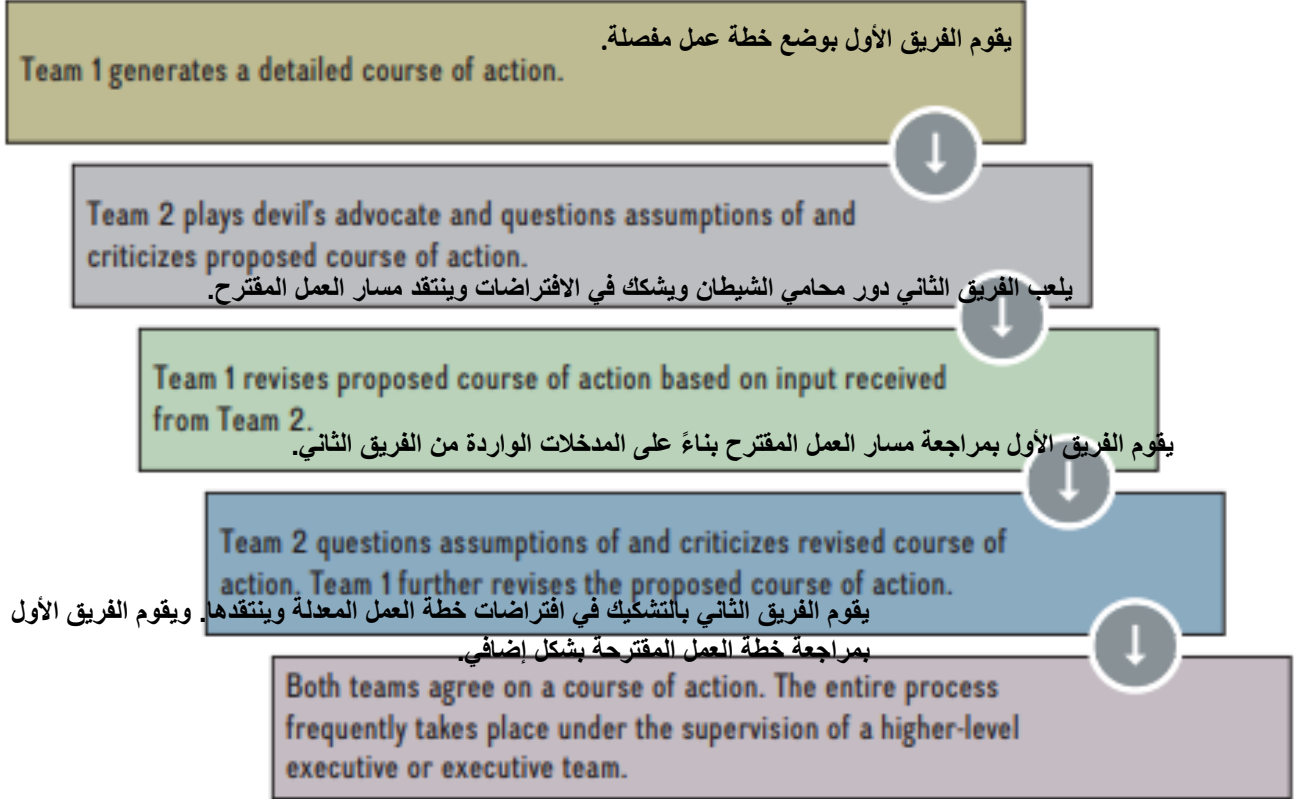 يقوم الفريق الأول بوضع خطة عمل مفصلة.
Team 1 generates a detailed course of action.
Team 2 plays devil's advocate and questions assumptions of and
criticizes proposed course of action.
يلعب الفريق الثاني دور محامي الشيطان ويشكك في الافتراضات وينتقد مسار العمل المقترح.
Team 1 revises proposed course of action based on input received
from Team 2.
يقوم الفريق الأول بمراجعة مسار العمل المقترح بناءً على المدخلات الواردة من الفريق الثاني.
Team 2 questions assumptions of and criticizes revised course of
action. Team 1 further revises the proposed course of action.
يقوم الفريق الثاني بالتشكيك في افتراضات خطة العمل المعدلة وينتقدها. ويقوم الفريق الأول
بمراجعة خطة العمل المقترحة بشكل إضافي.
Both teams agree on a course of action. The entire process
frequently takes place under the supervision of a higher-level
executive or executive team.